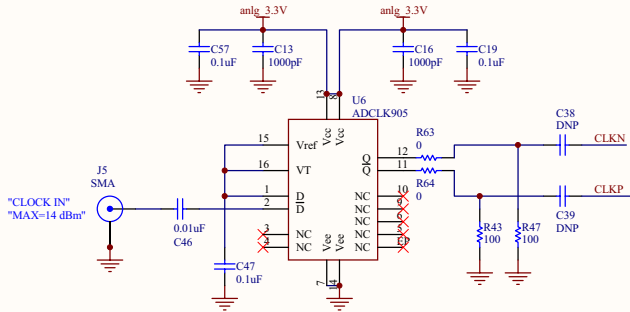 anlg_3.3V
anlg_3.3V
C57
0.1uF
C13
1000pF
C16
1000pF
C19
0.1uF
U6
ADCLK905
13
8
Vcc
Vcc
15
Vref
16
VT
1
D
2
D
3
NC
4
NC
Q
12
Q
11
NC
10
NC
9
NC
6
NC
5
EP
Vee
Vee
7
14
J5
SMA
"CLOCK IN"
"MAX=14 dBm"
0.01uF
C46
C47
0.1uF
R63
0
R64
0
C38
DNP
CLKN
CLKP
C39
DNP
R43
100
R47
100